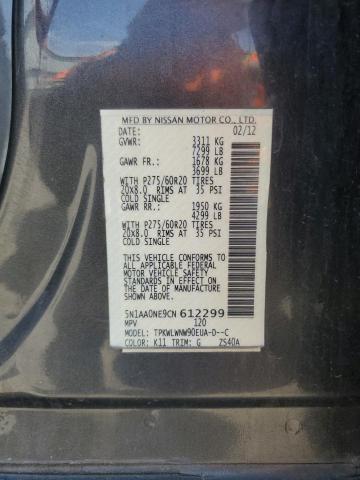 MFD BY NISSAN MOTOR CO., LTD.
DATE: 02/12
GVWR: 3311 KG
7299 LB
GAWR FR.: 1678 KG
3699 LB
WITH P275/60R20 TIRES
20X8.0 RIMS AT 35 PSI
COLD SINGLE
GAWR RR.: 1950 KG
4299 LB
WITH P275/60R20 TIRES
20X8.0 RIMS AT 35 PSI
COLD SINGLE
THIS VEHICLE CONFORMS TO ALL
APPLICABLE FEDERAL MOTOR VEHICLE SAFETY
STANDARDS IN EFFECT ON THE DATE OF
MANUFACTURE SHOWN ABOVE.
5N1AA0NE9CN 612299
MPV 120
MODEL: TPKWLWNW90EUA-D--C
COLOR: K11 TRIM: G ZS40A